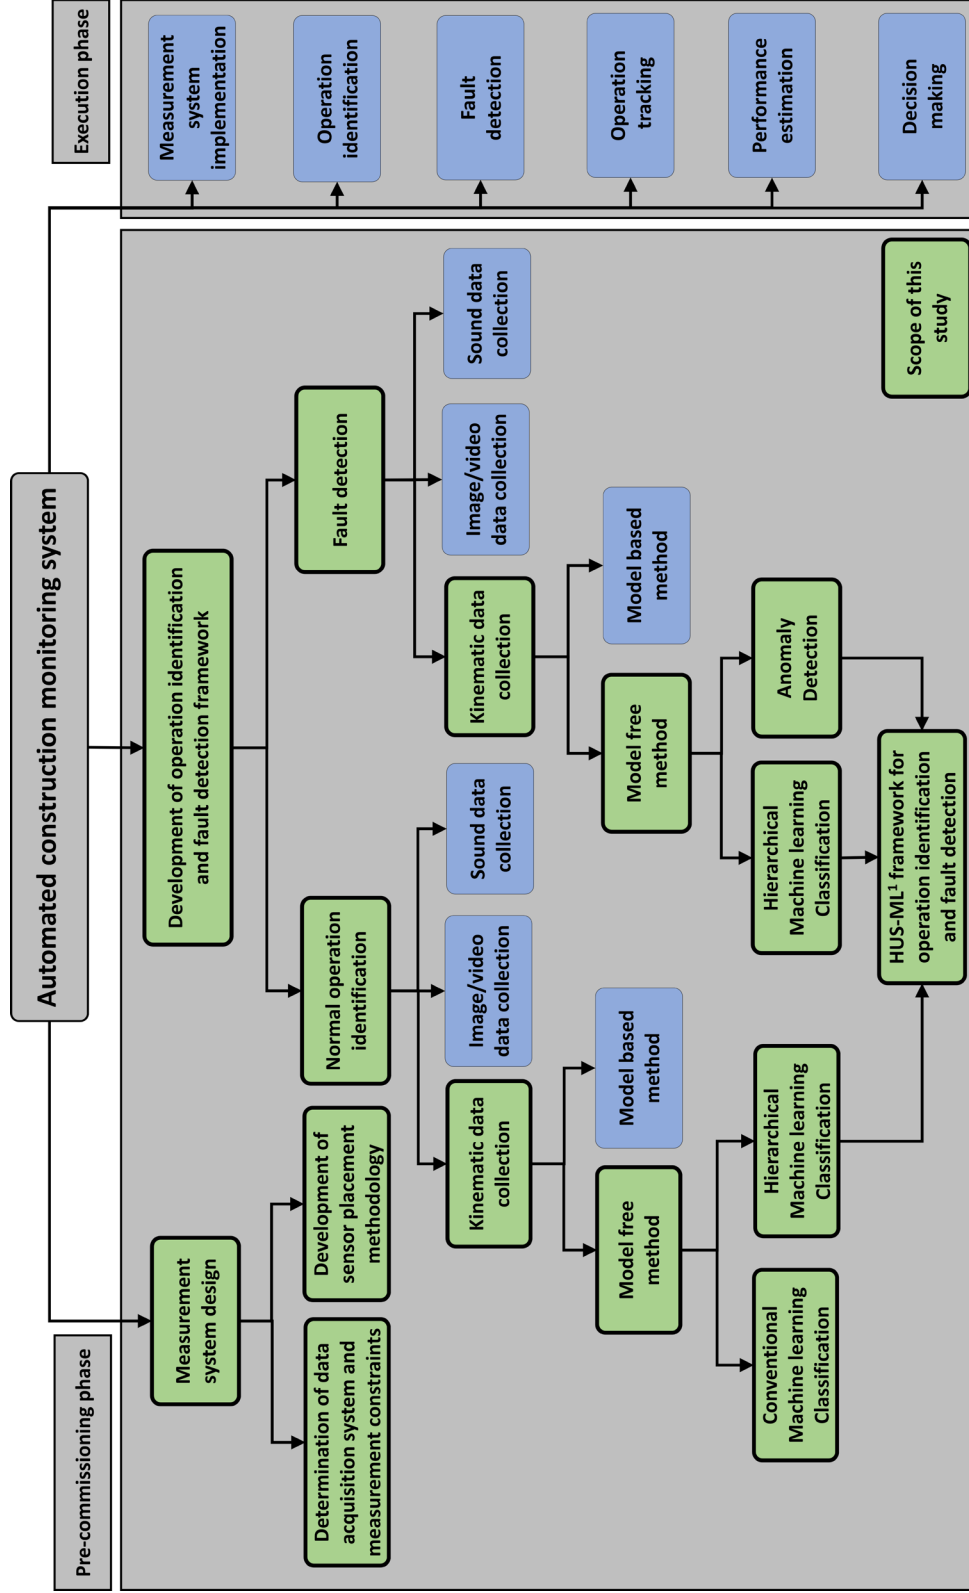 Automated construction monitoring system
Pre-commissioning phase
Execution phase
Measurement
system design
Determination of data
acquisition system and
measurement constraints
Development of
sensor placement
methodology
Development of operation identification
and fault detection framework
Normal operation
identification
Fault detection
Kinematic data
collection
Image/video
data collection
Sound data
collection
Kinematic data
collection
Image/video
data collection
Sound data
collection
Model free
method
Model based
method
Model free
method
Model based
method
Conventional
Machine learning
Classification
Hierarchical
Machine learning
Classification
Hierarchical
Machine learning
Classification
Anomaly
Detection
HUS-ML¹ framework for
operation identification
and fault detection
Scope of this
study
Measurement
system
implementation
Operation
identification
Fault
detection
Operation
tracking
Performance
estimation
Decision
making